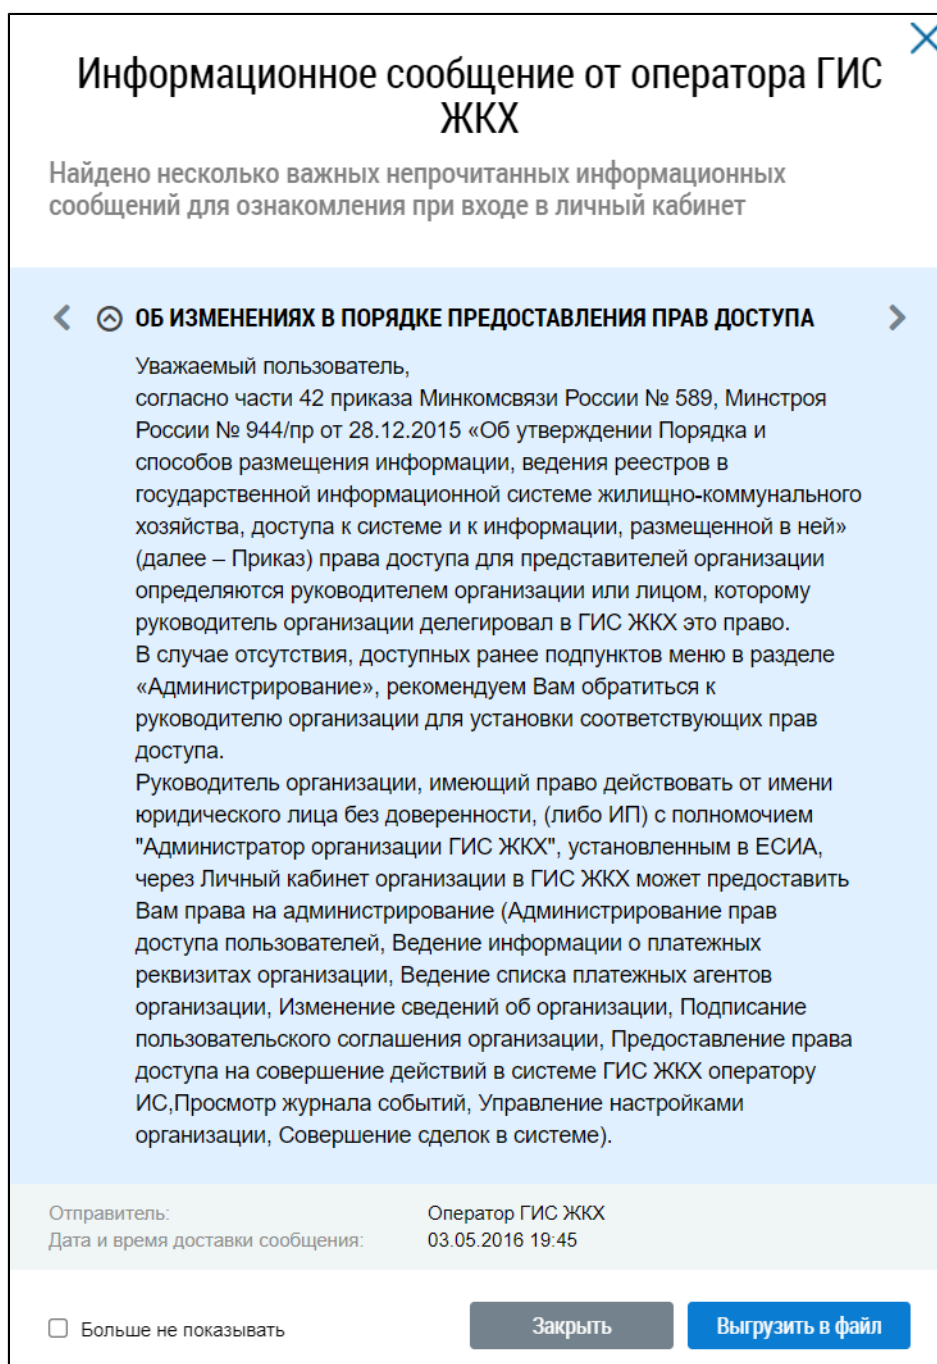 Информационное сообщение от оператора ГИС
ЖКХ
Найдено несколько важных непрочитанных информационных
сообщений для ознакомления при входе в личный кабинет
ОБ ИЗМЕНЕНИЯХ В ПОРЯДКЕ ПРЕДОСТАВЛЕНИЯ ПРАВ ДОСТУПА
Уважаемый пользователь,
согласно части 42 приказа Минкомсвязи России № 589, Минстроя
России № 944/пр от 28.12.2015 «Об утверждении Порядка и
способов размещения информации, ведения реестров в
государственной информационной системе жилищно-коммунального
хозяйства, доступа к системе и к информации, размещенной в ней»
(далее – Приказ) права доступа для представителей организации
определяются руководителем организации или лицом, которому
руководитель организации делегировал в ГИС ЖКХ это право.
В случае отсутствия, доступных ранее подпунктов меню в разделе
«Администрирование», рекомендуем Вам обратиться к
руководителю организации для установки соответствующих прав
доступа.
Руководитель организации, имеющий право действовать от имени
юридического лица без доверенности, (либо ИП) с полномочием
"Администратор организации ГИС ЖКХ", установленным в ЕСИА,
через Личный кабинет организации в ГИС ЖКХ может предоставить
Вам права на администрирование (Администрирование прав
доступа пользователей, Ведение информации о платежных
реквизитах организации, Ведение списка платежных агентов
организации, Изменение сведений об организации, Подписание
пользовательского соглашения организации, Предоставление права
доступа на совершение действий в системе ГИС ЖКХ оператору
ИС,Просмотр журнала событий, Управление настройками
организации, Совершение сделок в системе).
Отправитель: Оператор ГИС ЖКХ
Дата и время доставки сообщения: 03.05.2016 19:45
Больше не показывать Закрыть Выгрузить в файл